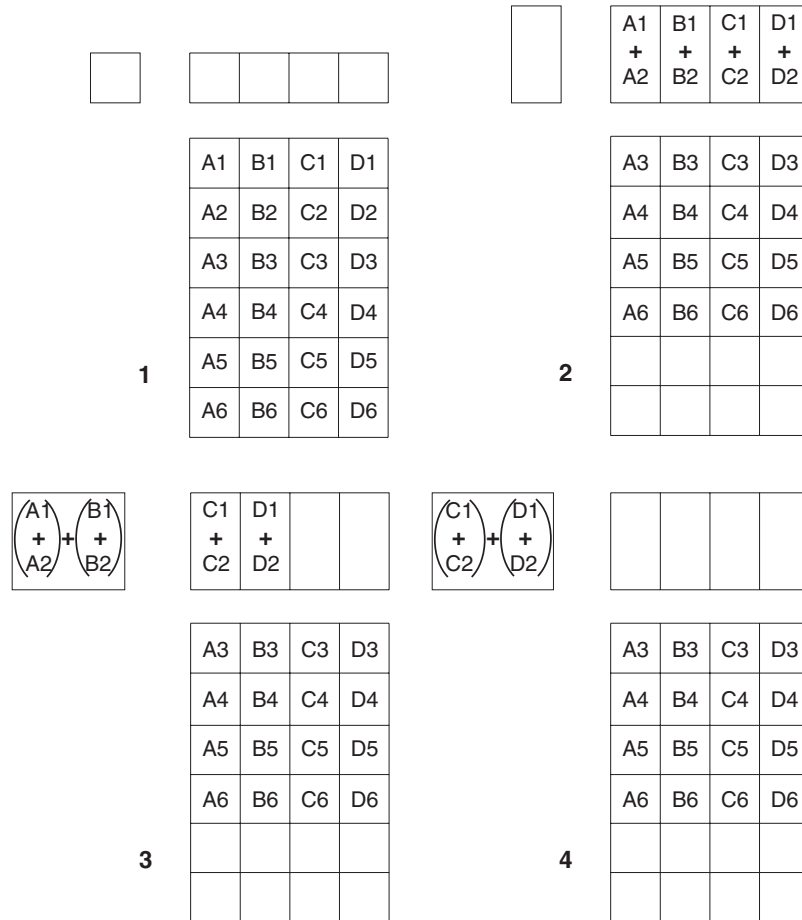 A1 B1 C1 D1
+ + + +
A2 B2 C2 D2
A1 B1 C1 D1
A2 B2 C2 D2
A3 B3 C3 D3
A4 B4 C4 D4
A5 B5 C5 D5
A6 B6 C6 D6
1
A3 B3 C3 D3
A4 B4 C4 D4
A5 B5 C5 D5
A6 B6 C6 D6
2
(A1 + A2) + (B1 + B2)
C1 D1
+ +
C2 D2
A3 B3 C3 D3
A4 B4 C4 D4
A5 B5 C5 D5
A6 B6 C6 D6
3
(C1 + C2) + (D1 + D2)
A3 B3 C3 D3
A4 B4 C4 D4
A5 B5 C5 D5
A6 B6 C6 D6
4